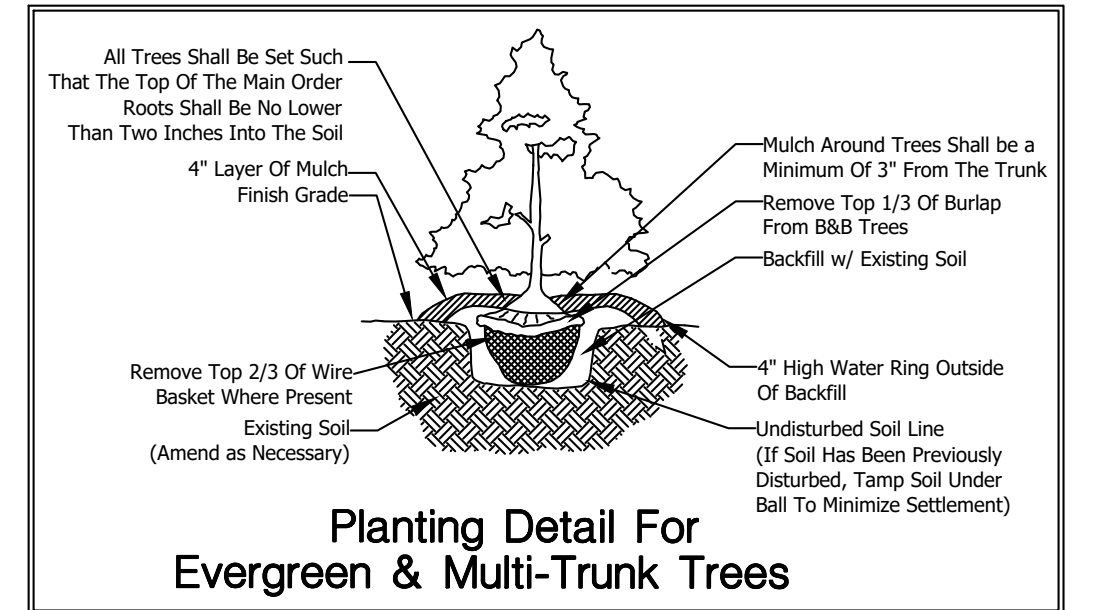 All Trees Shall Be Set Such
That The Top Of The Main Order
Roots Shall Be No Lower
Than Two Inches Into The Soil
4" Layer Of Mulch
Finish Grade
Remove Top 2/3 Of Wire
Basket Where Present
Existing Soil
(Amend as Necessary)
Mulch Around Trees Shall be a
Minimum Of 3" From The Trunk
Remove Top 1/3 Of Burlap
From B&B Trees
Backfill w/ Existing Soil
4" High Water Ring Outside
Of Backfill
Undisturbed Soil Line
(If Soil Has Been Previously
Disturbed, Tamp Soil Under
Ball To Minimize Settlement)
Planting Detail For
Evergreen & Multi-Trunk Trees